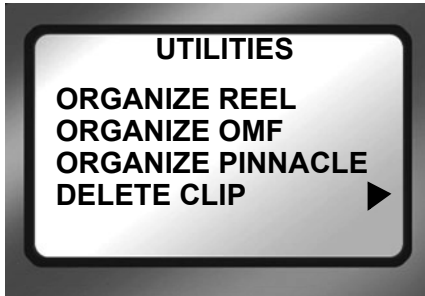 UTILITIES
ORGANIZE REEL
ORGANIZE OMF
ORGANIZE PINNACLE
DELETE CLIP